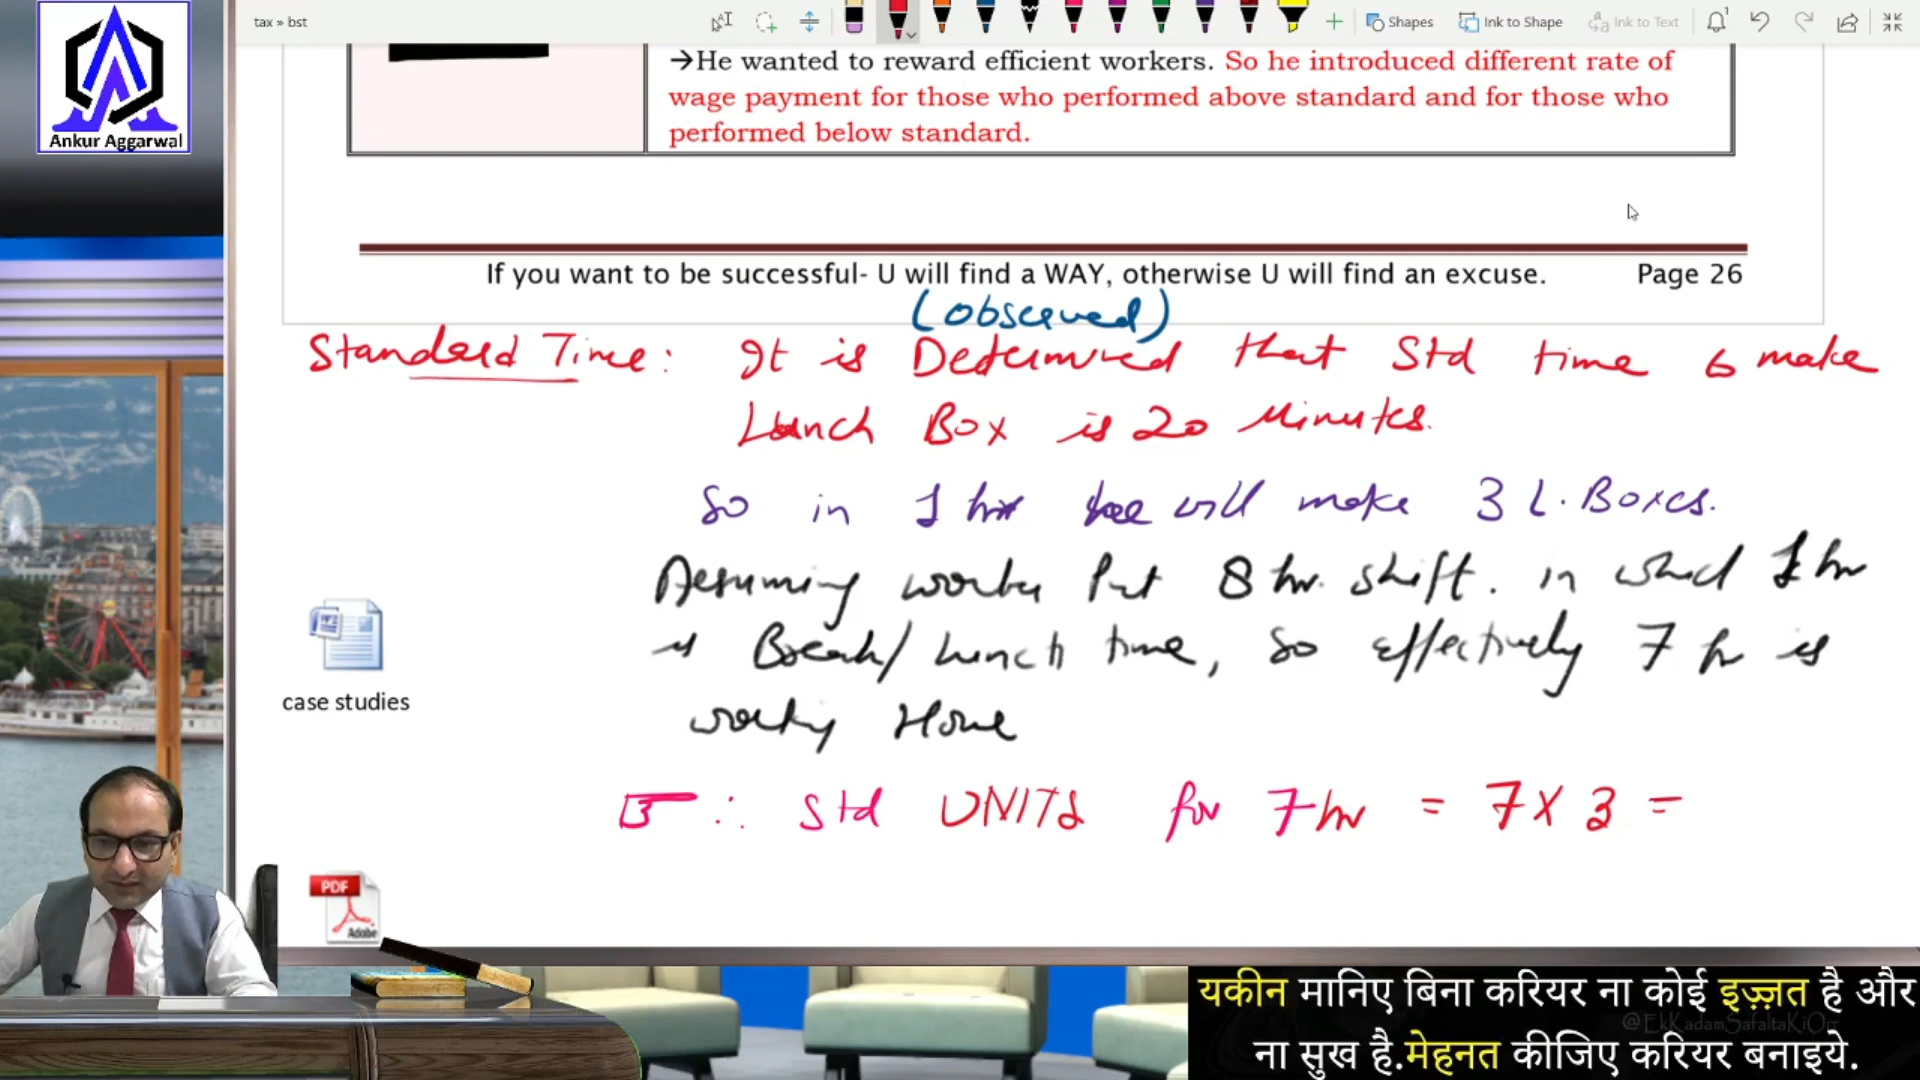 tax » bst
Shapes
Ink to Shape
Ink to Text
Ankur Aggarwal
→He wanted to reward efficient workers. So he introduced different rate of
wage payment for those who performed above standard and for those who
performed below standard.
If you want to be successful- U will find a WAY, otherwise U will find an excuse. Page 26
(observed)
Standard Time: It is Determined that Std time to make
Lunch Box is 20 Minutes.
So in 1 hr will make 3 L. Boxes.
Assuming worker Put 8 hr. shift. in which 1 hr
is Break/Lunch time, So effectively 7 hr is
working Hour
∴ Std UNITS for 7 hr = 7 X 3 =
case studies
PDF
Adobe
यकीन मानिए बिना करियर ना कोई इज़्ज़त है और
@EkKadamSafaltaKiOrr
ना सुख है.मेहनत कीजिए करियर बनाइये.